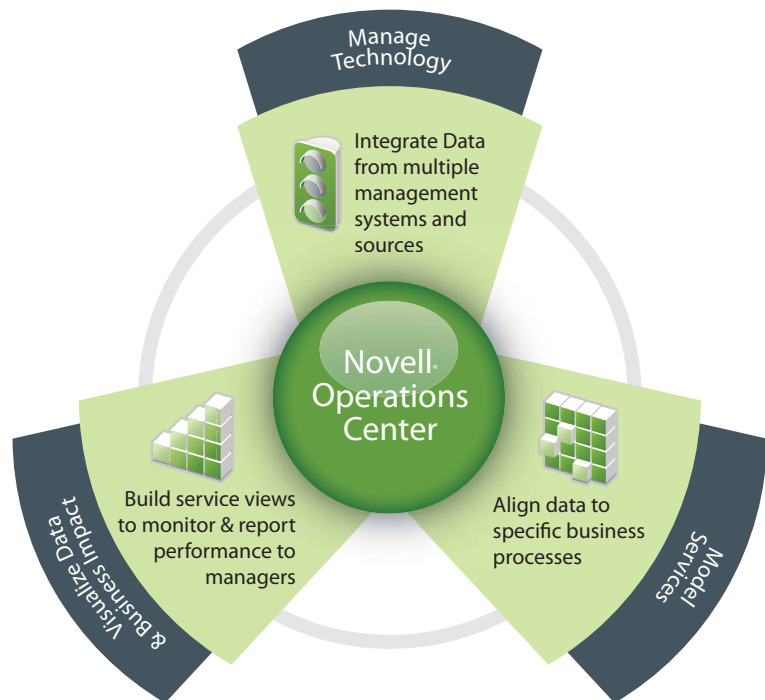 Manage
Technology
Integrate Data
from multiple
management
systems and
sources
Novell®
Operations
Center
Build service views
to monitor & report
performance to
managers
Align data to
specific business
processes
Visualize Data
& Business Impact
Model
Services